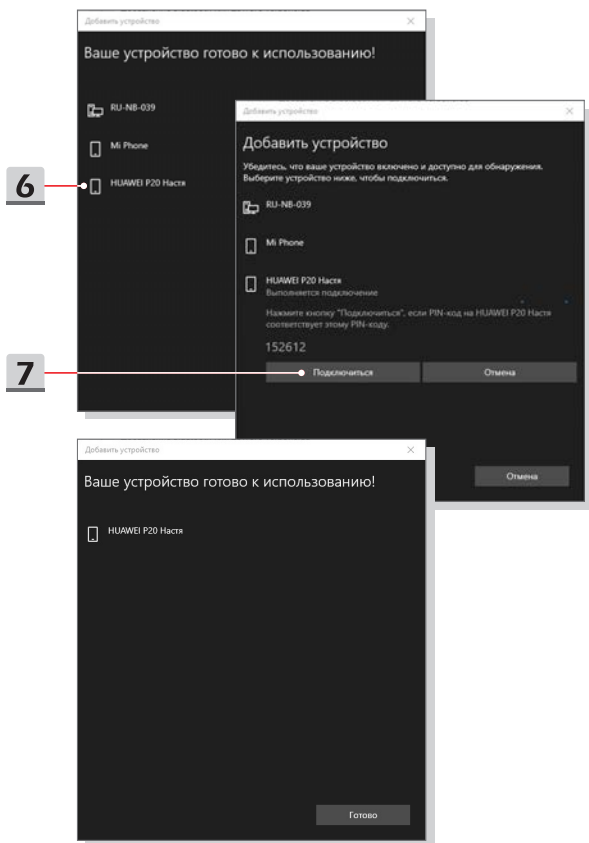 Добавить устройство
Ваше устройство готово к использованию!
RU-NB-039
Mi Phone
6
HUAWEI P20 Настя
Добавить устройство
Добавить устройство
Убедитесь, что ваше устройство включено и доступно для обнаружения.
Выберите устройство ниже, чтобы подключиться.
RU-NB-039
Mi Phone
HUAWEI P20 Настя
Выполняется подключение
Нажмите кнопку "Подключиться", если PIN-код на HUAWEI P20 Настя
соответствует этому PIN-коду.
152612
7
Подключиться
Отмена
Отмена
Добавить устройство
Ваше устройство готово к использованию!
HUAWEI P20 Настя
Готово